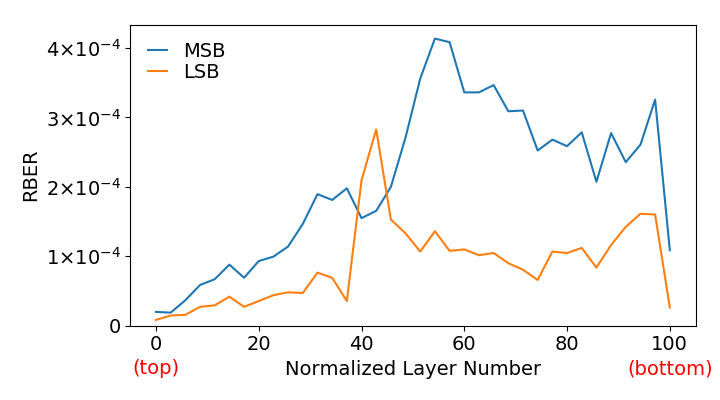 4×10⁻⁴
3×10⁻⁴
2×10⁻⁴
1×10⁻⁴
0
RBER
MSB
LSB
0 20 40 60 80 100
(top) Normalized Layer Number (bottom)